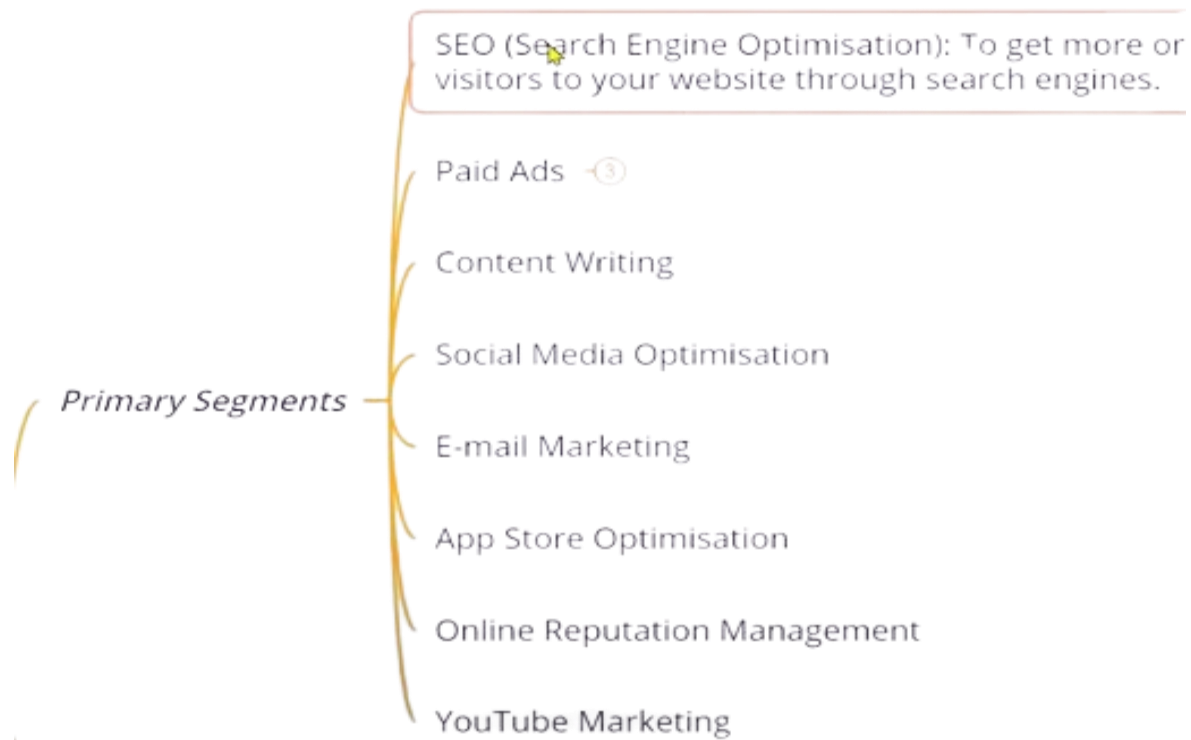 SEO (Search Engine Optimisation): To get more or
visitors to your website through search engines.
Paid Ads 3
Content Writing
Social Media Optimisation
Primary Segments
E-mail Marketing
App Store Optimisation
Online Reputation Management
YouTube Marketing